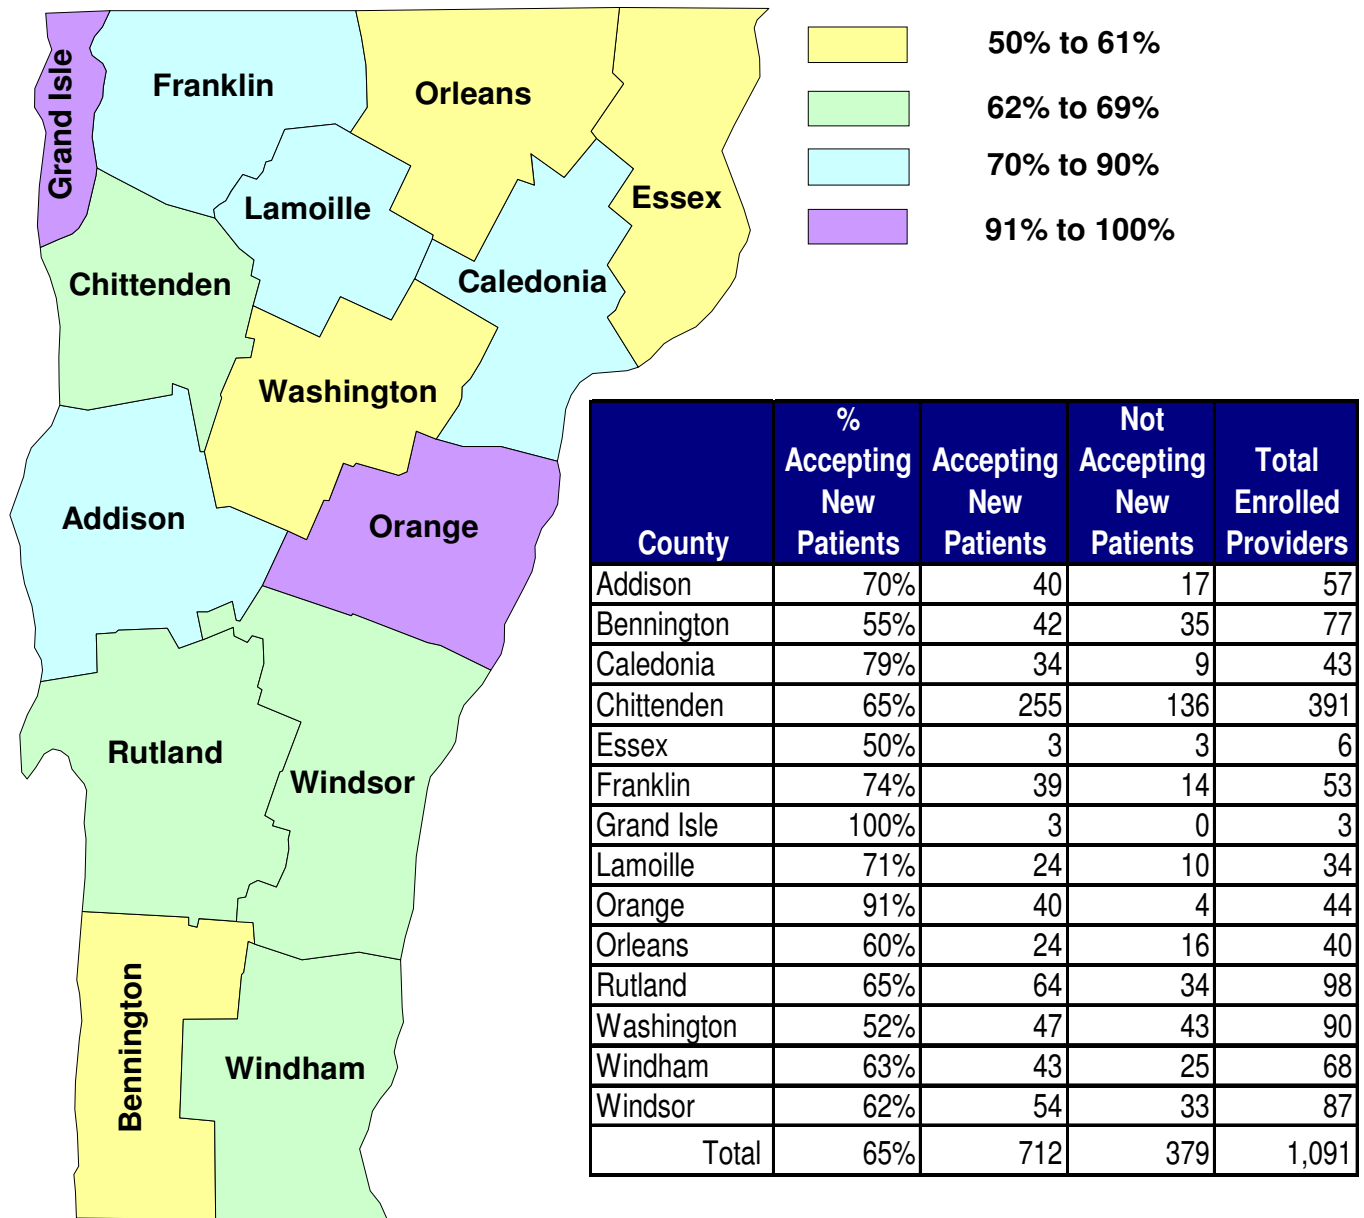 Grand Isle
Franklin
Orleans
Essex
Lamoille
Caledonia
Chittenden
Washington
Addison
Orange
Rutland
Windsor
Bennington
Windham
50% to 61%
62% to 69%
70% to 90%
91% to 100%
County % Accepting New Patients Accepting New Patients Not Accepting New Patients Total Enrolled Providers
Addison 70% 40 17 57
Bennington 55% 42 35 77
Caledonia 79% 34 9 43
Chittenden 65% 255 136 391
Essex 50% 3 3 6
Franklin 74% 39 14 53
Grand Isle 100% 3 0 3
Lamoille 71% 24 10 34
Orange 91% 40 4 44
Orleans 60% 24 16 40
Rutland 65% 64 34 98
Washington 52% 47 43 90
Windham 63% 43 25 68
Windsor 62% 54 33 87
Total 65% 712 379 1,091